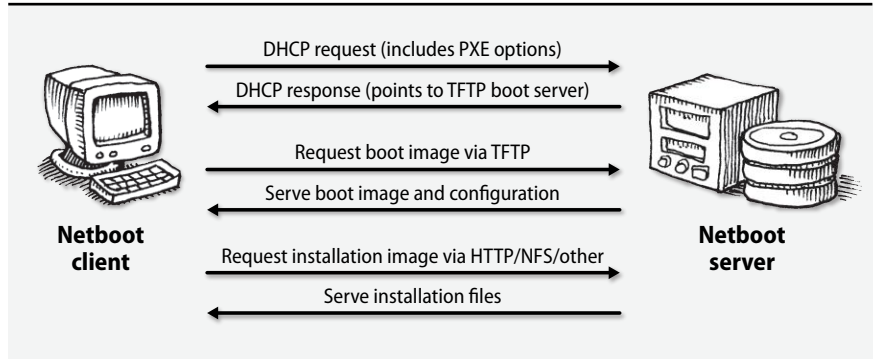 DHCP request (includes PXE options)
DHCP response (points to TFTP boot server)
Request boot image via TFTP
Serve boot image and configuration
Netboot
client
Netboot
server
Request installation image via HTTP/NFS/other
Serve installation files